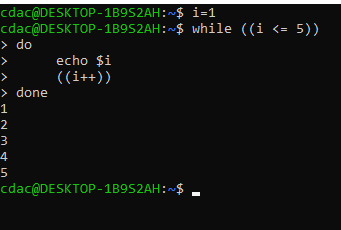 cdac@DESKTOP-1B9S2AH:~$ i=1
cdac@DESKTOP-1B9S2AH:~$ while ((i <= 5))
> do
>      echo $i
>      ((i++))
> done
1
2
3
4
5
cdac@DESKTOP-1B9S2AH:~$